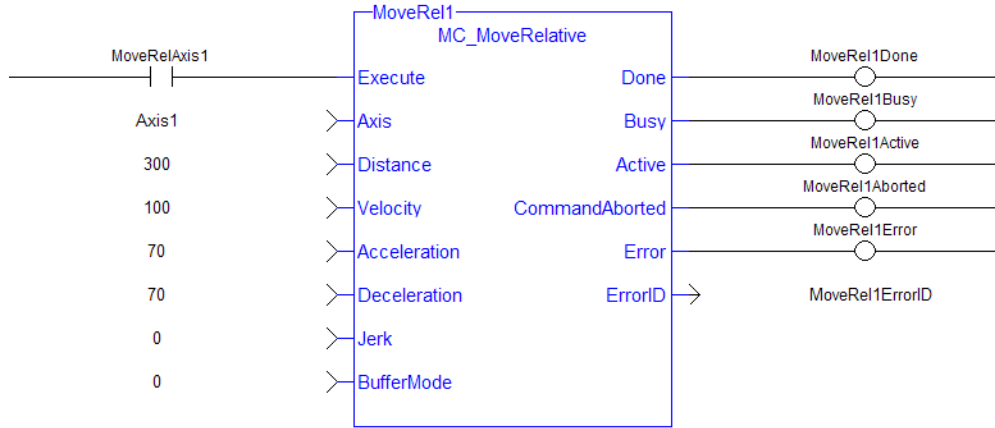 MoveRel1
MC_MoveRelative
MoveRelAxis1 Execute Done MoveRel1Done
Axis1 Axis Busy MoveRel1Busy
300 Distance Active MoveRel1Active
100 Velocity CommandAborted MoveRel1Aborted
70 Acceleration Error MoveRel1Error
70 Deceleration ErrorID MoveRel1ErrorID
0 Jerk
0 BufferMode